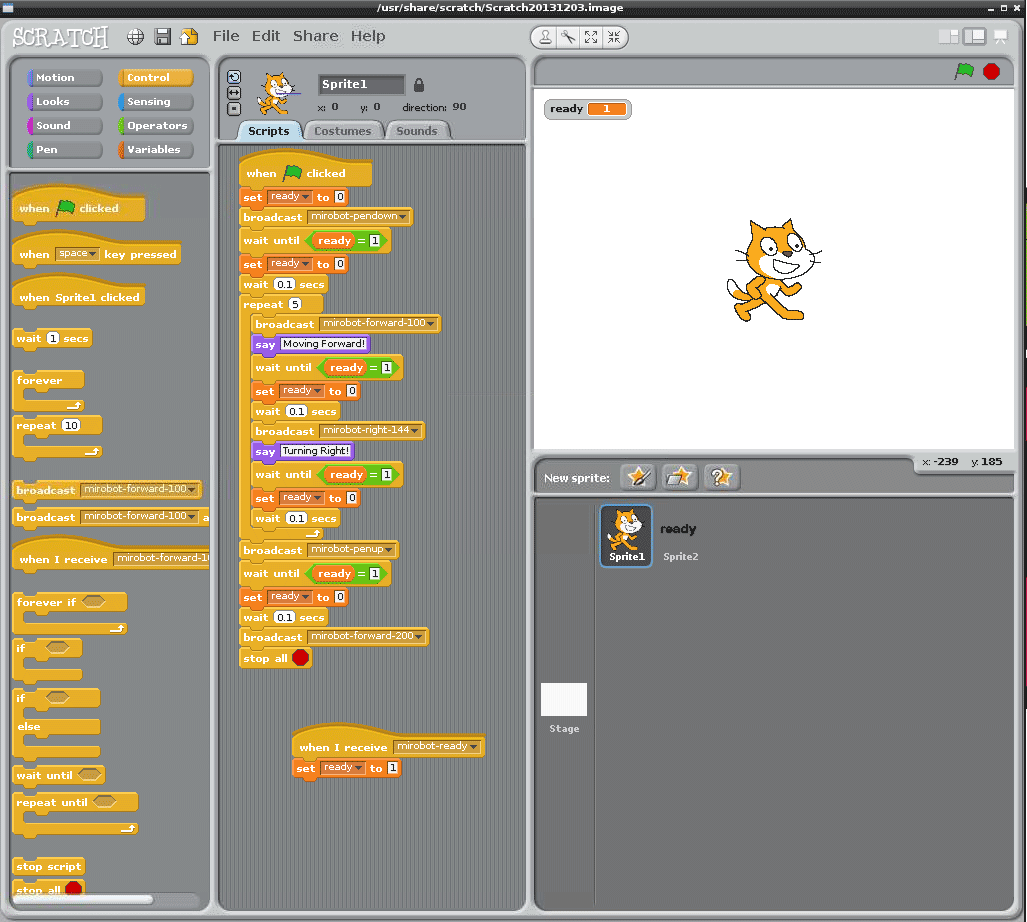 /usr/share/scratch/Scratch20131203.image
SCRATCH File Edit Share Help
Motion Control
Looks Sensing
Sound Operators
Pen Variables
when clicked
when space key pressed
when Sprite1 clicked
wait 1 secs
forever
repeat 10
broadcast mirobot-forward-100
broadcast mirobot-forward-100 a
when I receive mirobot-forward-10
forever if
if
if
else
wait until
repeat until
stop script
stop all
Sprite1
x: 0 y: 0 direction: 90
Scripts Costumes Sounds
when clicked
set ready to 0
broadcast mirobot-pendown
wait until ready = 1
set ready to 0
wait 0.1 secs
repeat 5
broadcast mirobot-forward-100
say Moving Forward!
wait until ready = 1
set ready to 0
wait 0.1 secs
broadcast mirobot-right-144
say Turning Right!
wait until ready = 1
set ready to 0
wait 0.1 secs
broadcast mirobot-penup
wait until ready = 1
set ready to 0
wait 0.1 secs
broadcast mirobot-forward-200
stop all
when I receive mirobot-ready
set ready to 1
ready 1
x: -239 y: 185
New sprite:
Sprite1
ready
Sprite2
Stage